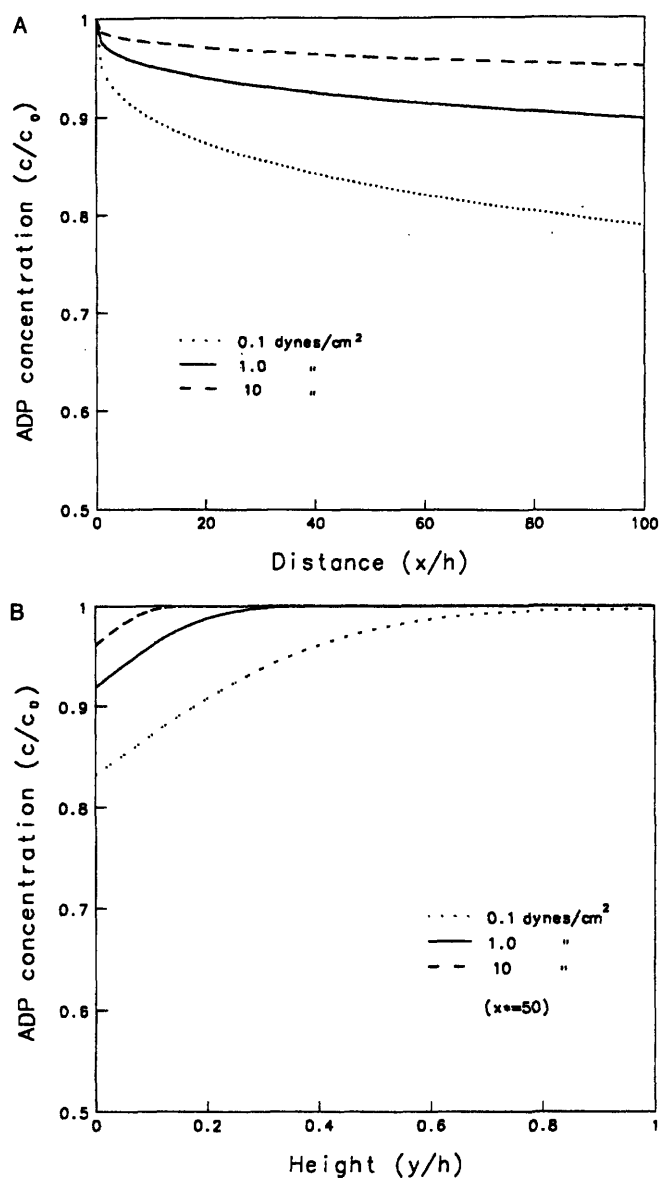 A
ADP concentration (c/c₀)
1
0.9
0.8
0.7
0.6
0.5
0.1 dynes/cm²
1.0 "
10 "
0 20 40 60 80 100
Distance (x/h)
B
ADP concentration (c/c₀)
1
0.9
0.8
0.7
0.6
0.5
0.1 dynes/cm²
1.0 "
10 "
(x*=50)
0 0.2 0.4 0.6 0.8 1
Height (y/h)